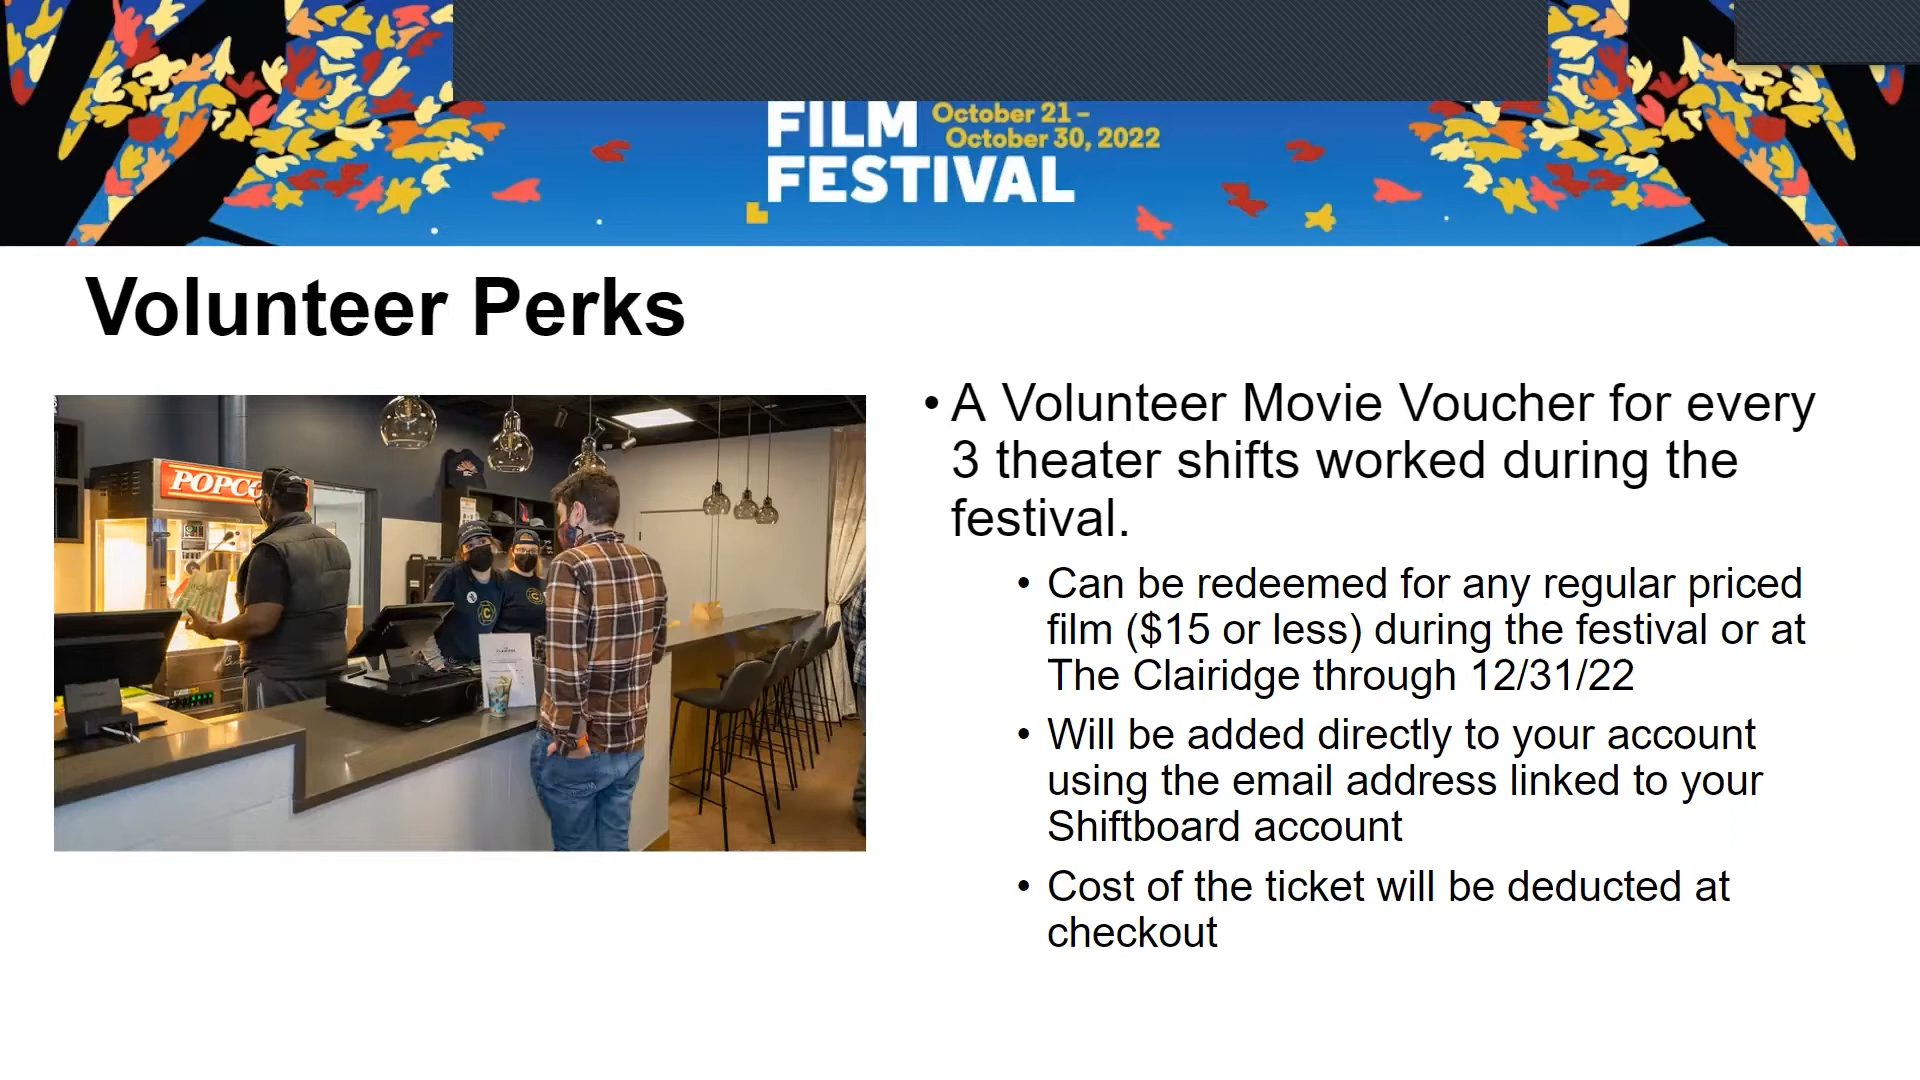 FILM
FESTIVAL
October 21 –
October 30, 2022
Volunteer Perks
POPCO
• A Volunteer Movie Voucher for every
3 theater shifts worked during the
festival.
• Can be redeemed for any regular priced
film ($15 or less) during the festival or at
The Clairidge through 12/31/22
• Will be added directly to your account
using the email address linked to your
Shiftboard account
• Cost of the ticket will be deducted at
checkout